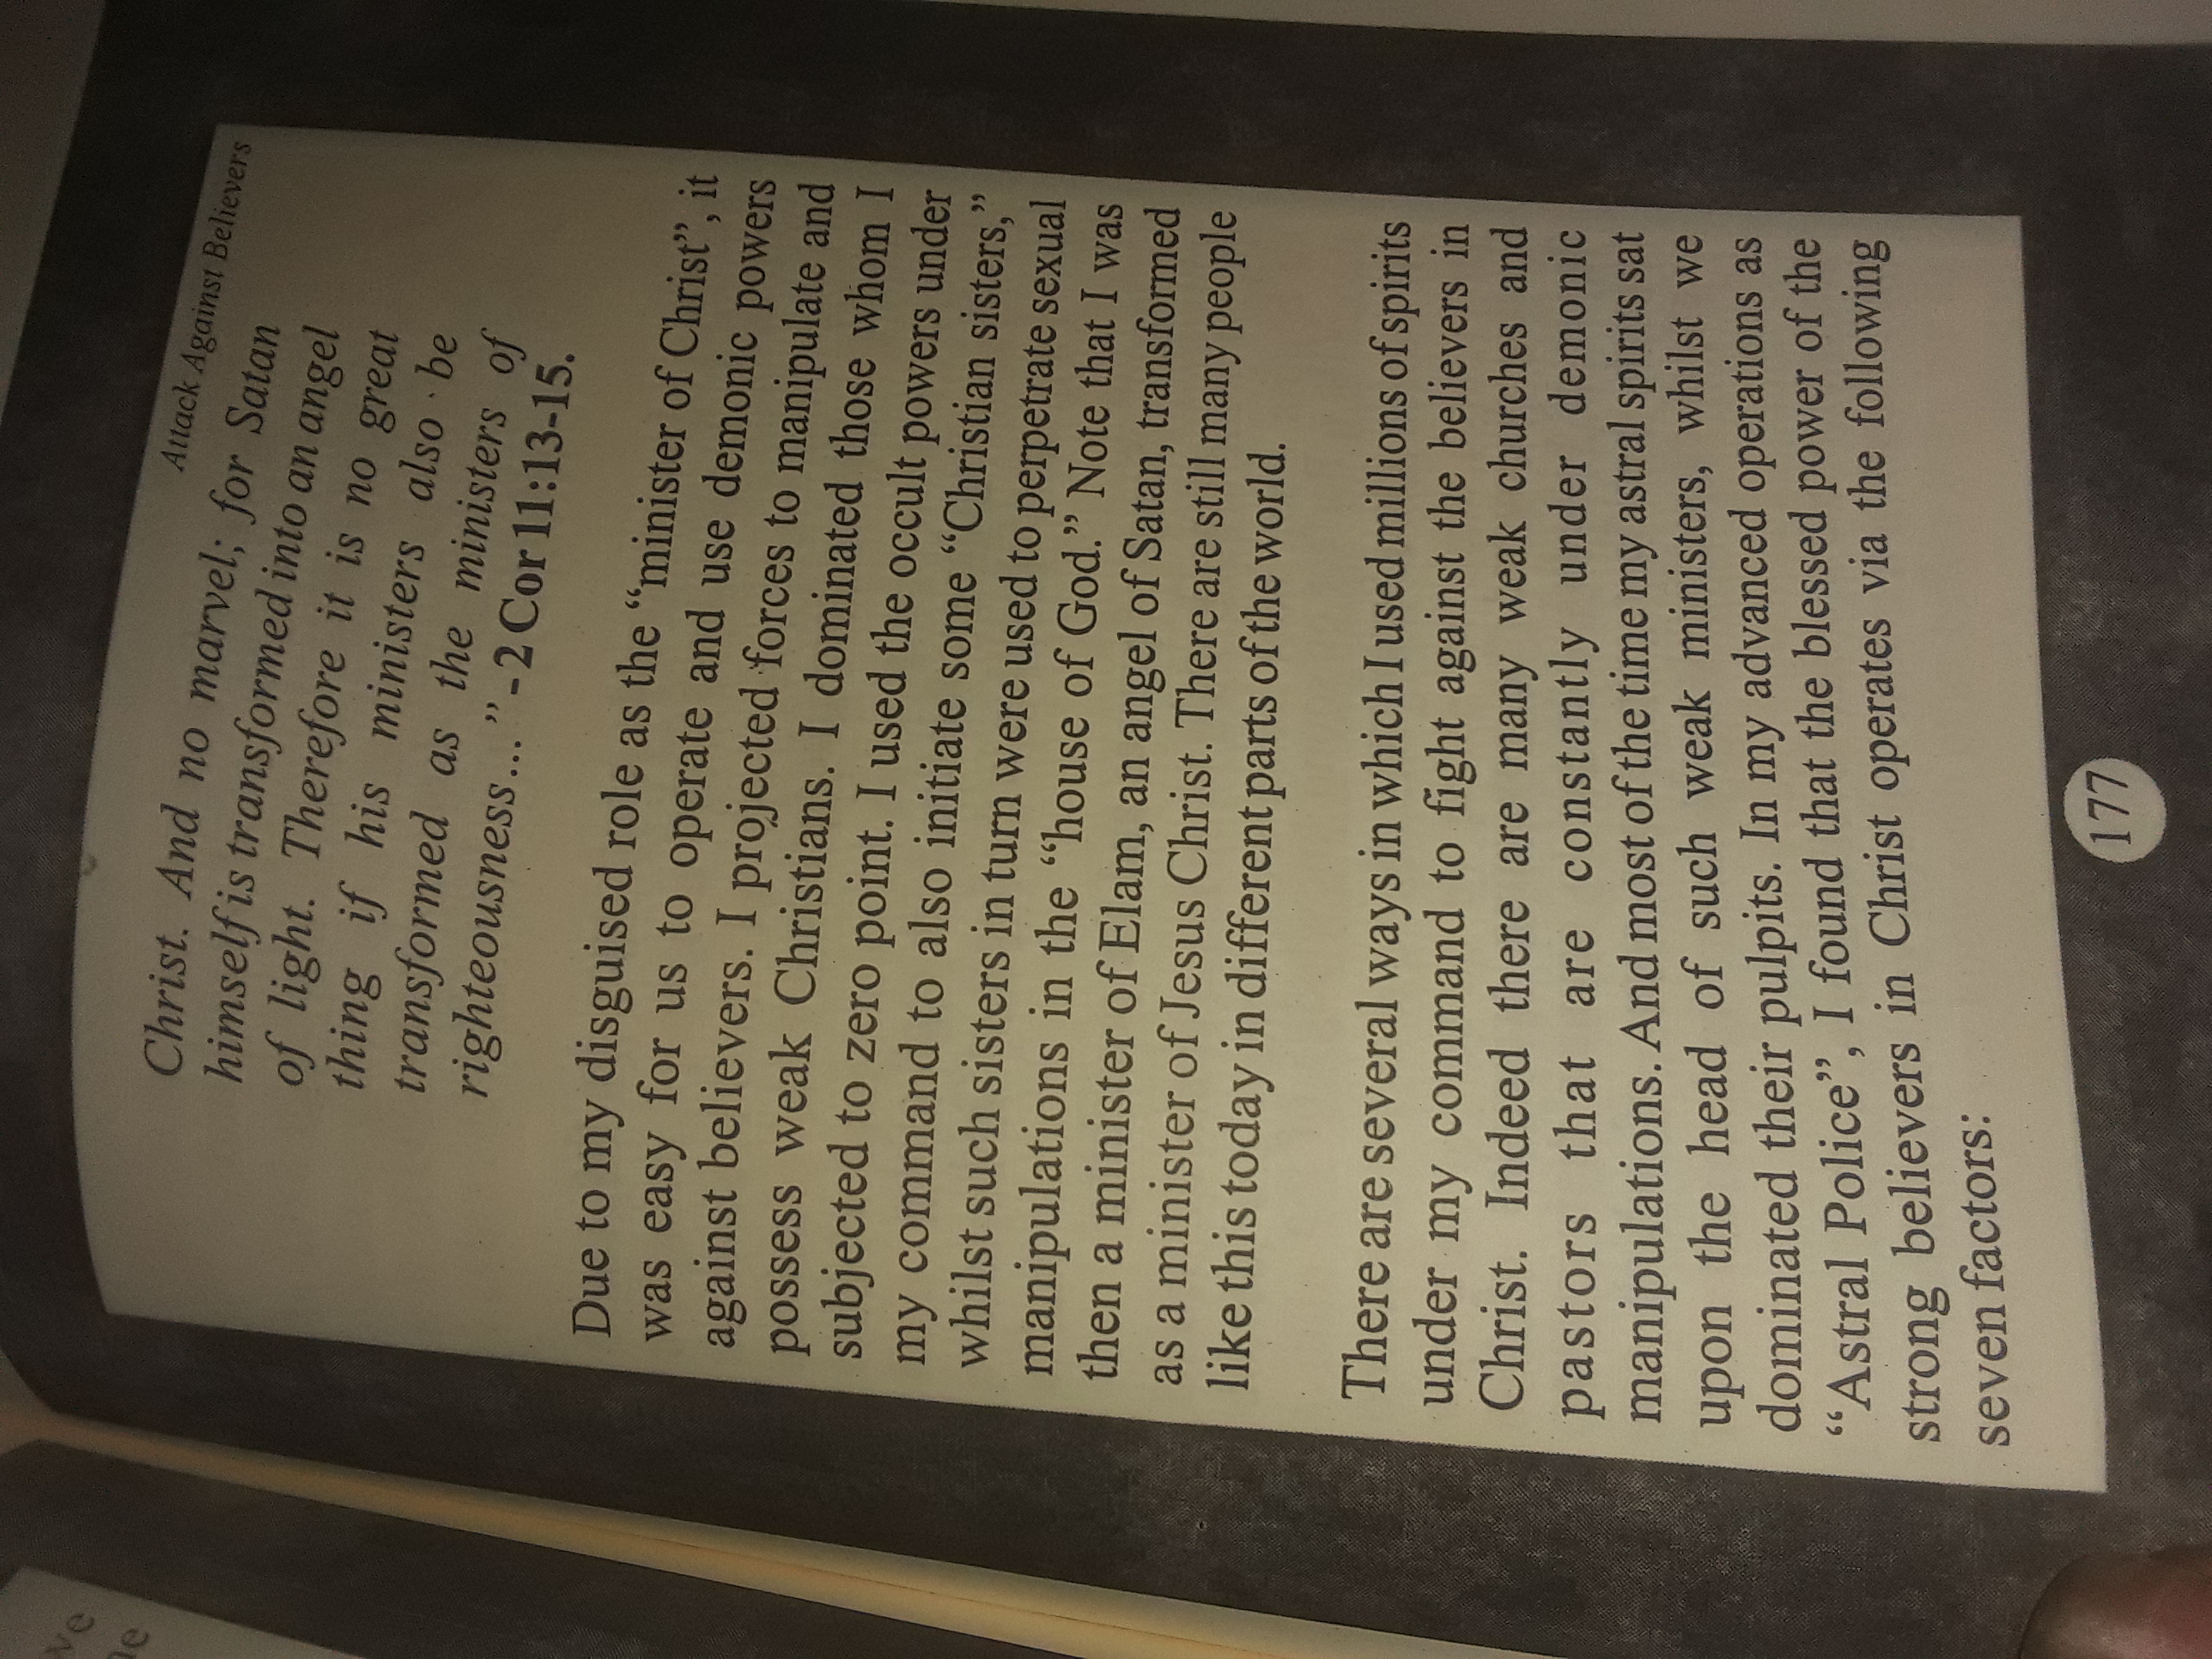 Attack Against Believers
Christ. And no marvel; for Satan
himself is transformed into an angel
of light. Therefore it is no great
thing if his ministers also be
transformed as the ministers of
righteousness... ” - 2 Cor 11:13-15.
Due to my disguised role as the “minister of Christ”, it
was easy for us to operate and use demonic powers
against believers. I projected forces to manipulate and
possess weak Christians. I dominated those whom I
subjected to zero point. I used the occult powers under
my command to also initiate some “Christian sisters,”
whilst such sisters in turn were used to perpetrate sexual
manipulations in the “house of God.” Note that I was
then a minister of Elam, an angel of Satan, transformed
as a minister of Jesus Christ. There are still many people
like this today in different parts of the world.
There are several ways in which I used millions of spirits
under my command to fight against the believers in
Christ. Indeed there are many weak churches and
pastors that are constantly under demonic
manipulations. And most of the time my astral spirits sat
upon the head of such weak ministers, whilst we
dominated their pulpits. In my advanced operations as
“Astral Police”, I found that the blessed power of the
strong believers in Christ operates via the following
seven factors:
177